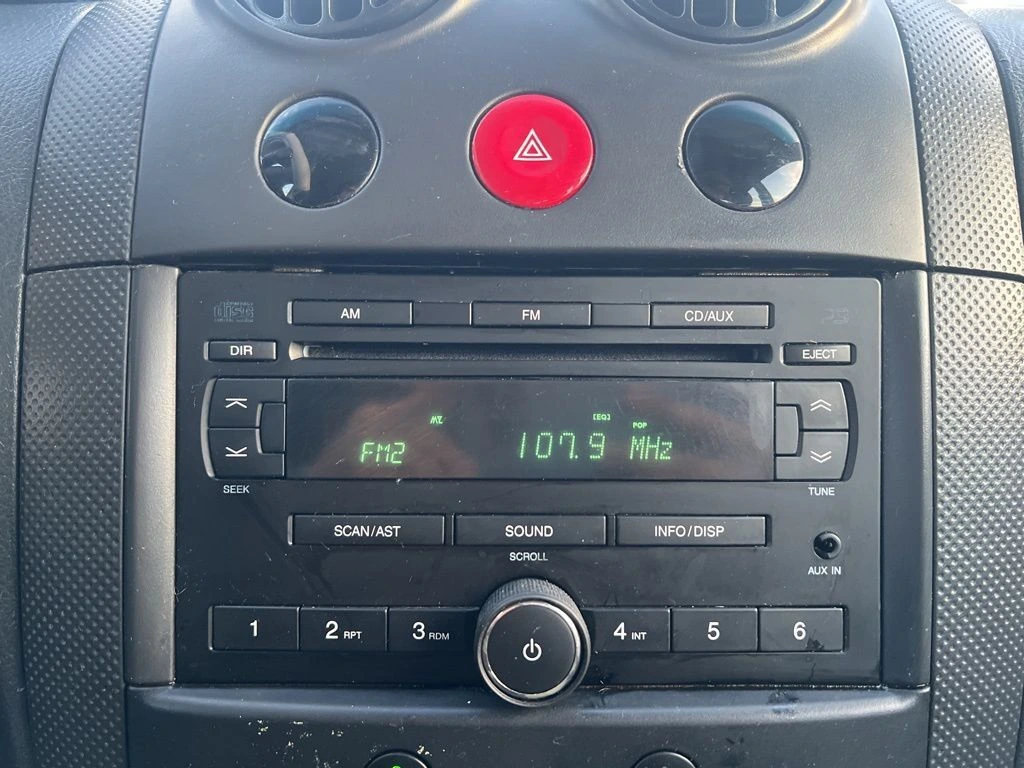 AM FM CD/AUX
disc
DIR EJECT
[EQ]
POP
FM2 107.9 MHz
SEEK TUNE
SCAN/AST SOUND INFO/DISP
SCROLL
AUX IN
1 2 RPT 3 RDM 4 INT 5 6